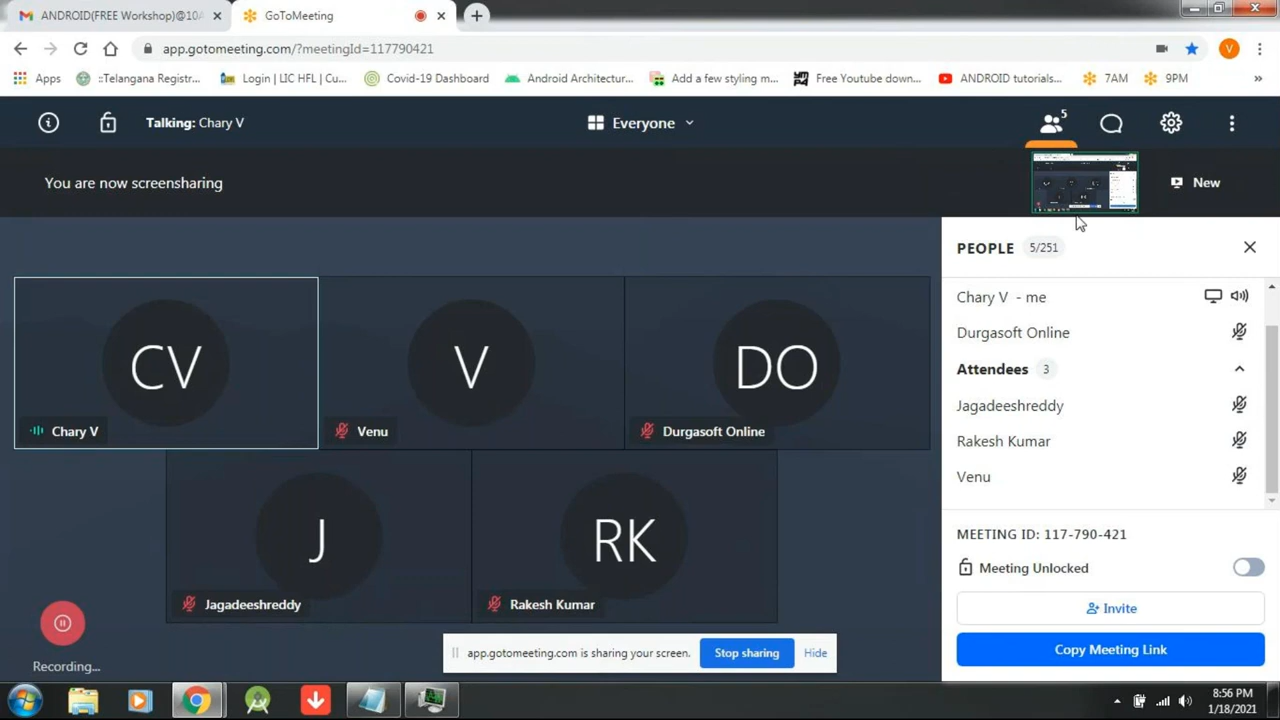 ANDROID(FREE Workshop)@10A
GoToMeeting
app.gotomeeting.com/?meetingId=117790421
V
Apps
::Telangana Registr...
Login | LIC HFL | Cu...
Covid-19 Dashboard
Android Architectur...
Add a few styling m...
Free Youtube down...
ANDROID tutorials...
7AM
9PM
»
Talking: Chary V
Everyone
5
You are now screensharing
New
PEOPLE 5/251
Chary V - me
Durgasoft Online
Attendees 3
Jagadeeshreddy
Rakesh Kumar
Venu
CV
Chary V
V
Venu
DO
Durgasoft Online
J
Jagadeeshreddy
RK
Rakesh Kumar
MEETING ID: 117-790-421
Meeting Unlocked
Invite
Copy Meeting Link
Recording...
app.gotomeeting.com is sharing your screen.
Stop sharing
Hide
8:56 PM
1/18/2021